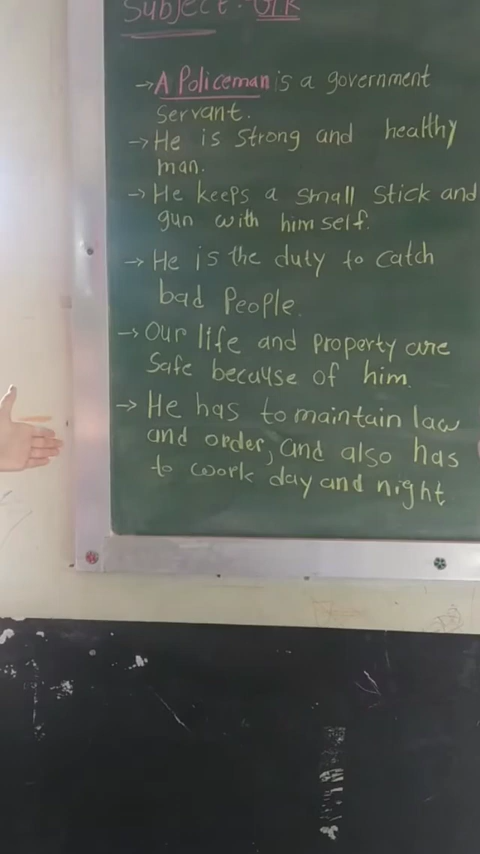 Subject: G.K
→ A Policeman is a government
servant.
→ He is strong and healthy
man.
→ He keeps a small stick and
gun with him self.
→ He is the duty to catch
bad People.
→ Our life and property are
safe because of him.
→ He has to maintain law
and order, and also has
to work day and night